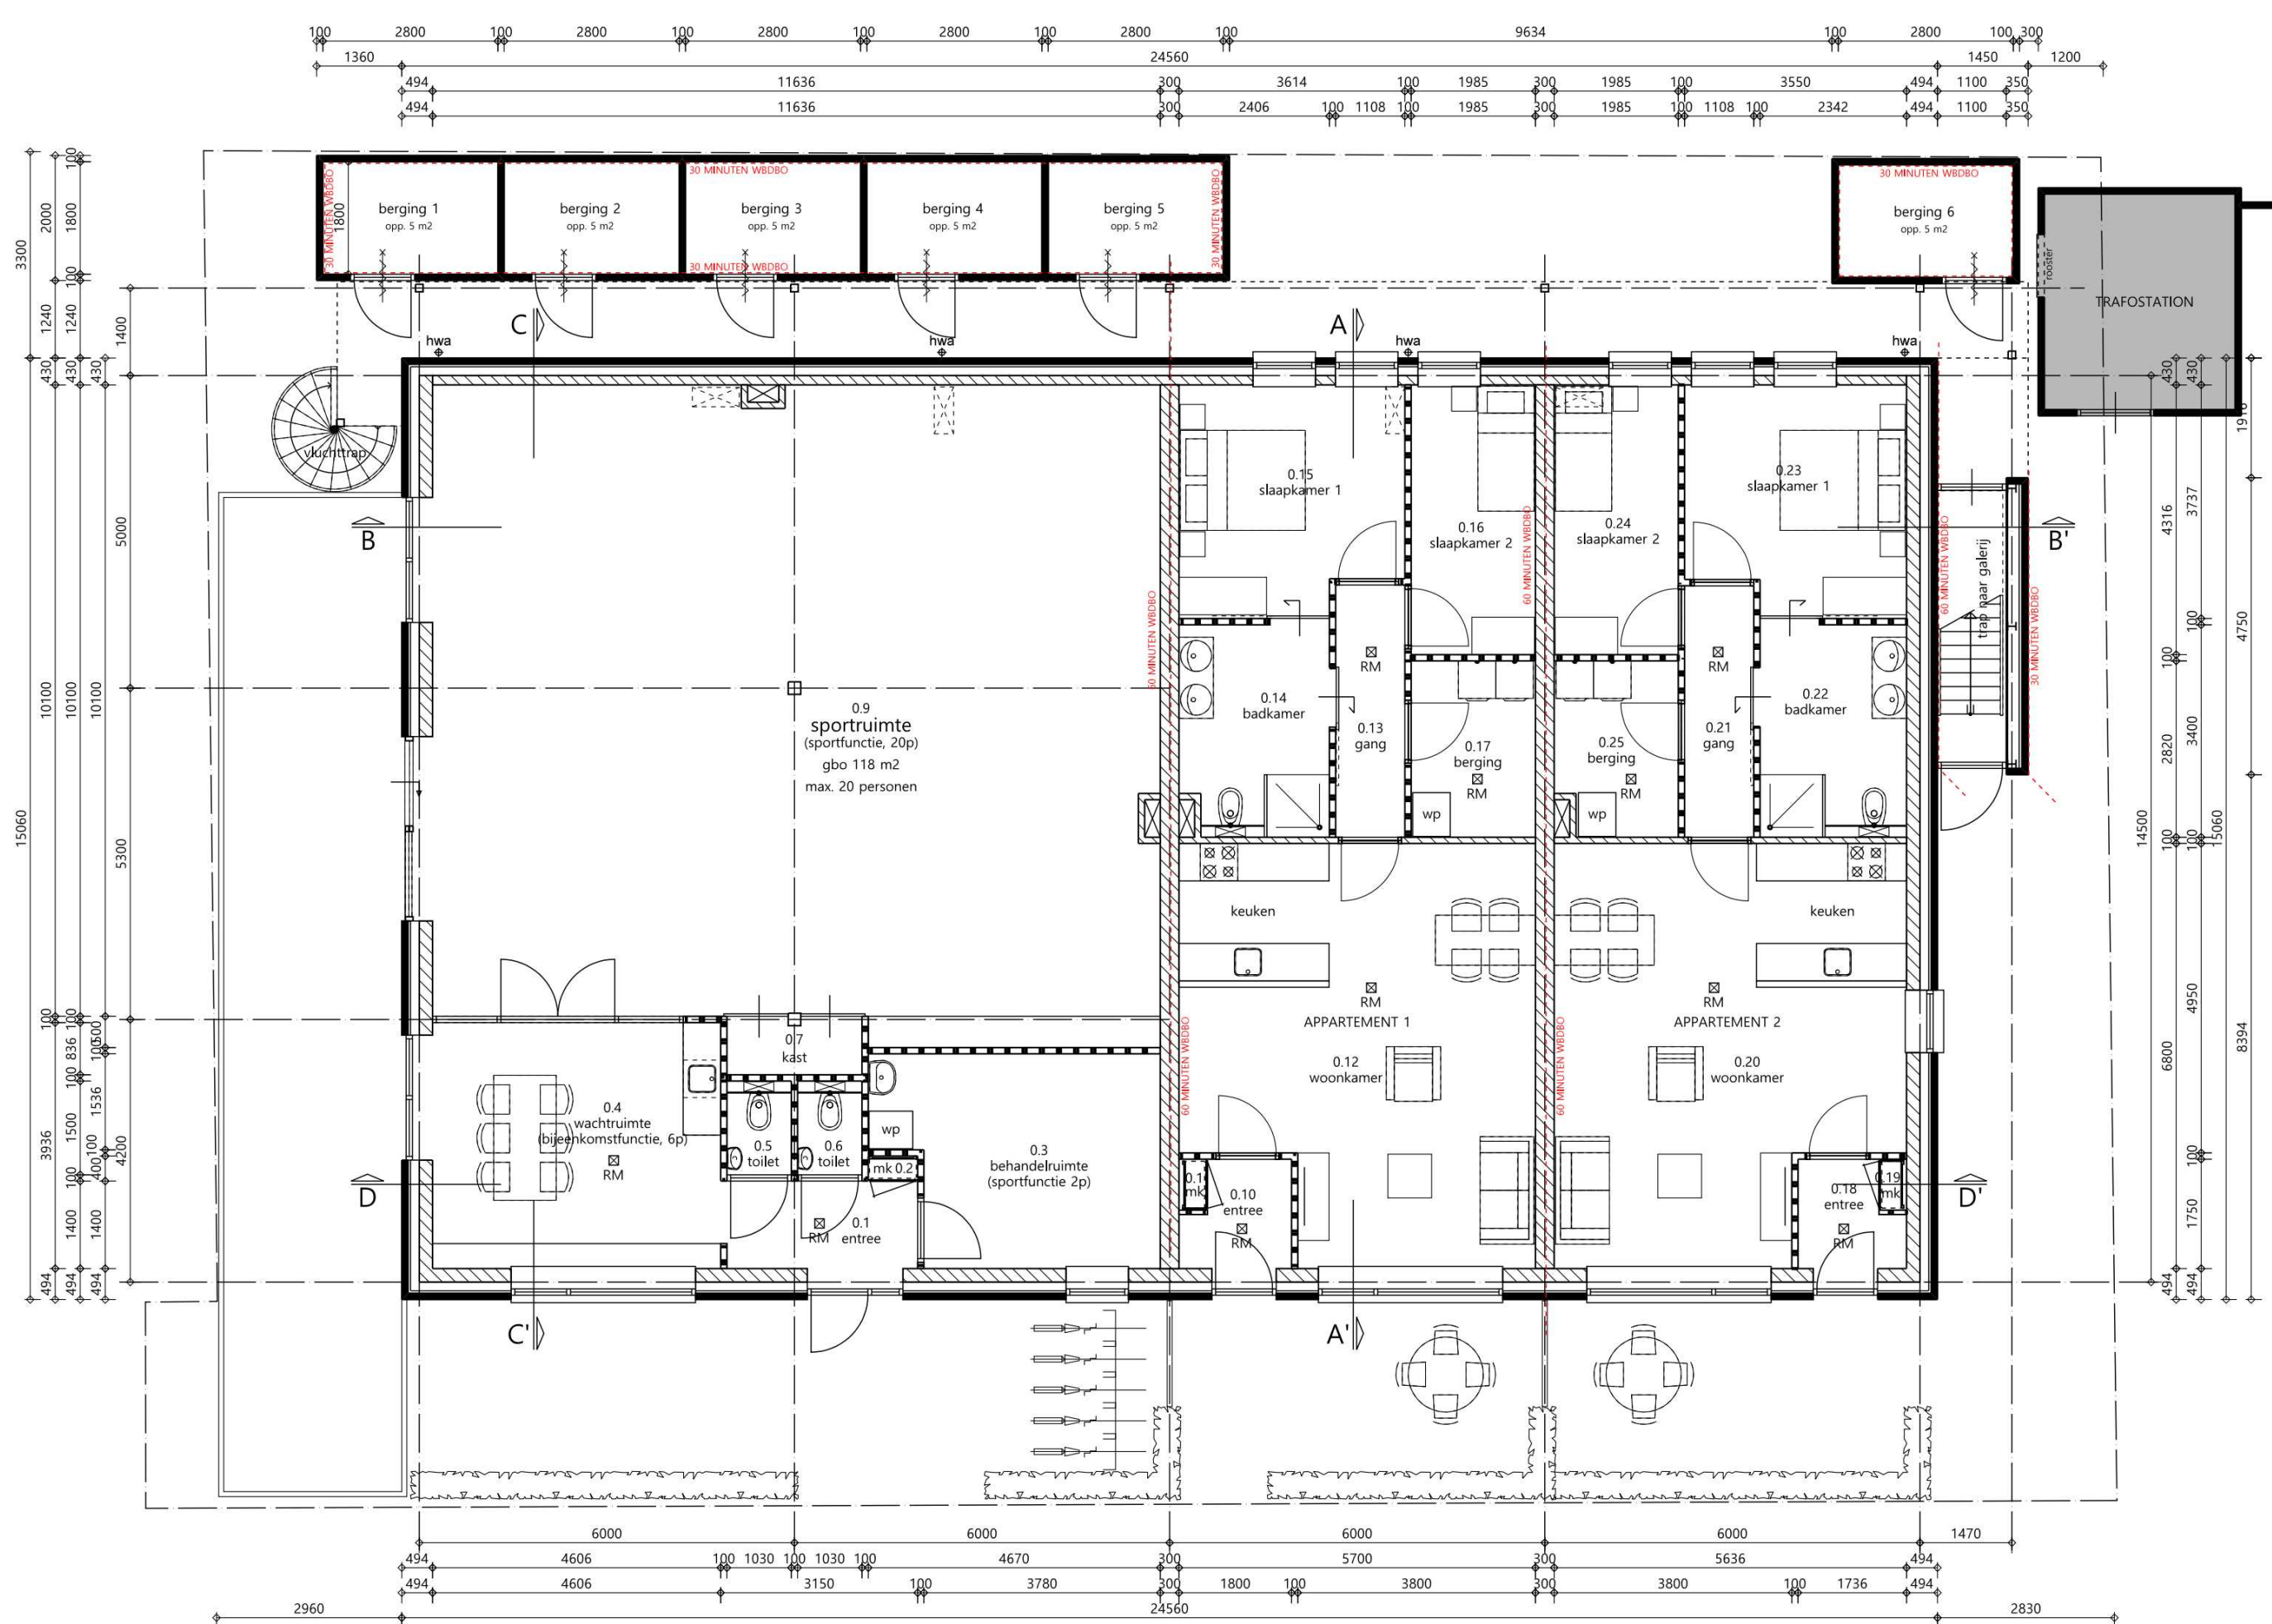 100 2800 100 2800 100 2800 100 2800 100 2800 100 9634 100 2800 100 300
1360 24560 1450 1200
494 11636 300 3614 100 1985 300 1985 100 3550 494 1100 350
494 11636 300 2406 100 1108 100 1985 300 1985 100 1108 100 2342 494 1100 350
30 MINUTEN WBDBO
30 MINUTEN WBDBO
30 MINUTEN WBDBO
30 MINUTEN WBDBO
30 MINUTEN WBDBO
1800
berging 1
opp. 5 m2
berging 2
opp. 5 m2
berging 3
opp. 5 m2
berging 4
opp. 5 m2
berging 5
opp. 5 m2
berging 6
opp. 5 m2
rooster
TRAFOSTATION
C
A
hwa
hwa
hwa
hwa
vluchttrap
B
B'
0.15
slaapkamer 1
0.16
slaapkamer 2
0.24
slaapkamer 2
0.23
slaapkamer 1
60 MINUTEN WBDBO
60 MINUTEN WBDBO
60 MINUTEN WBDBO
30 MINUTEN WBDBO
trap naar galerij
RM
RM
0.9
sportruimte
(sportfunctie, 20p)
gbo 118 m2
max. 20 personen
0.14
badkamer
0.13
gang
0.17
berging
RM
0.25
berging
RM
0.21
gang
0.22
badkamer
wp
wp
keuken
keuken
RM
RM
APPARTEMENT 1
APPARTEMENT 2
0.12
woonkamer
0.20
woonkamer
60 MINUTEN WBDBO
60 MINUTEN WBDBO
0.7
kast
0.4
wachtruimte
(bijeenkomstfunctie, 6p)
RM
0.5
toilet
0.6
toilet
wp
mk 0.2
0.3
behandelruimte
(sportfunctie 2p)
0.1
entree
RM
mk
0.10
entree
RM
0.18
entree
RM
0.19
mk
D
D'
C'
A'
3300 15060
2000 1240 430 10100 100 3936 494
100 1800 100 1240 430 10100 100 836 100 1500 100 1400 494
430 10100 500 100 1536 100 400 1400 494
1400 5000 5300 4200
14500
430 4316 100 2820 100 6800 494
430 3737 100 3400 100 4950 100 1750 494
15060
4750 8394
6000 6000 6000 6000 1470
494 4606 100 1030 100 1030 100 4670 300 5700 300 5636 494
494 4606 3150 100 3780 300 1800 100 3800 300 3800 100 1736 494
2960 24560 2830